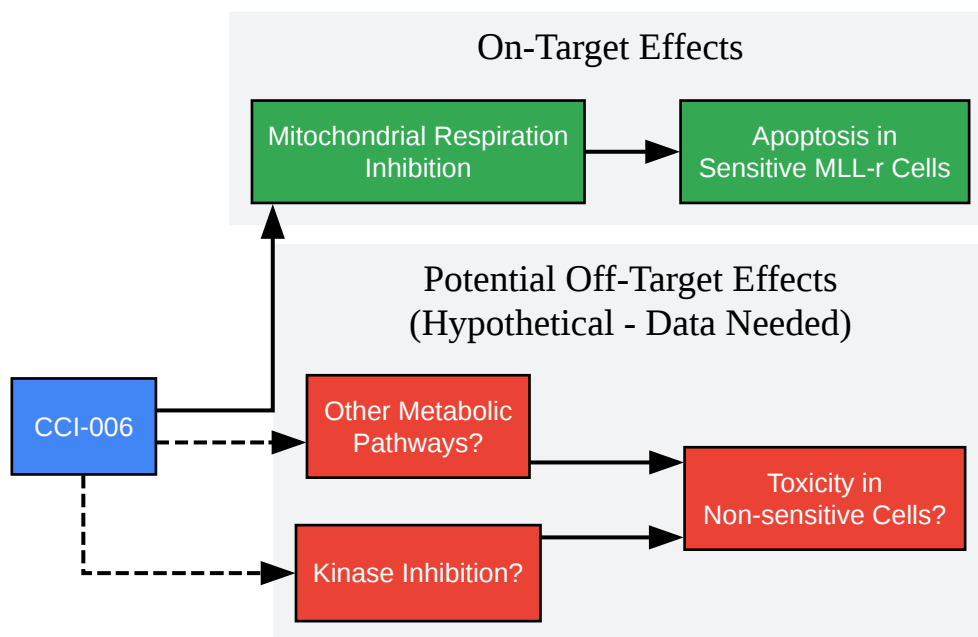 On-Target Effects
Mitochondrial Respiration
Inhibition
Apoptosis in
Sensitive MLL-r Cells
Potential Off-Target Effects
(Hypothetical - Data Needed)
CCI-006
Other Metabolic
Pathways?
Kinase Inhibition?
Toxicity in
Non-sensitive Cells?